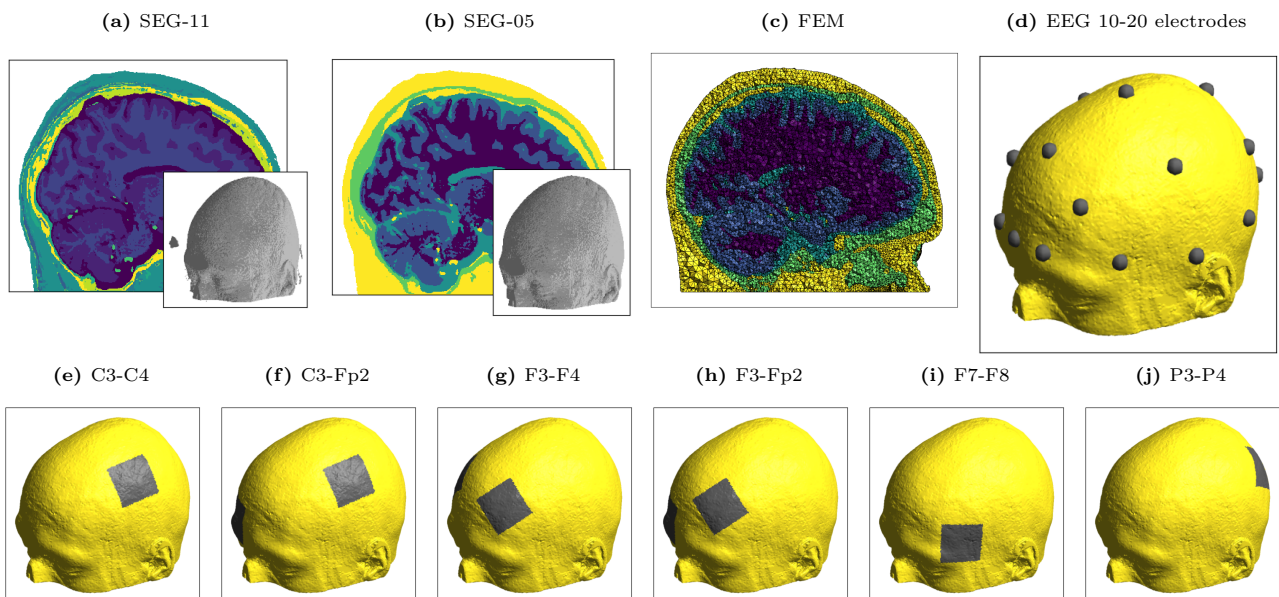 (a) SEG-11
(b) SEG-05
(c) FEM
(d) EEG 10-20 electrodes
(e) C3-C4
(f) C3-Fp2
(g) F3-F4
(h) F3-Fp2
(i) F7-F8
(j) P3-P4